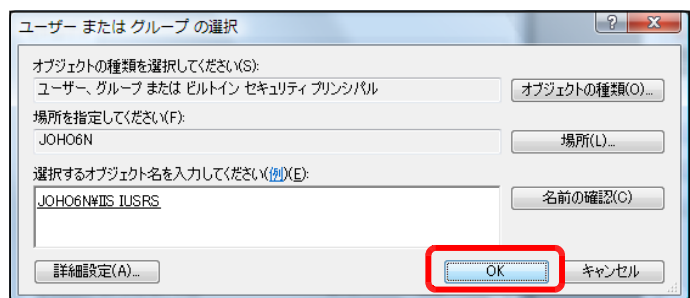 ユーザー または グループ の選択
オブジェクトの種類を選択してください(S):
ユーザー、グループ または ビルトイン セキュリティ プリンシパル
オブジェクトの種類(O)...
場所を指定してください(F):
JOHO6N
場所(L)...
選択するオブジェクト名を入力してください(例)(E):
JOHO6N¥IIS IUSRS
名前の確認(C)
詳細設定(A)...
OK
キャンセル